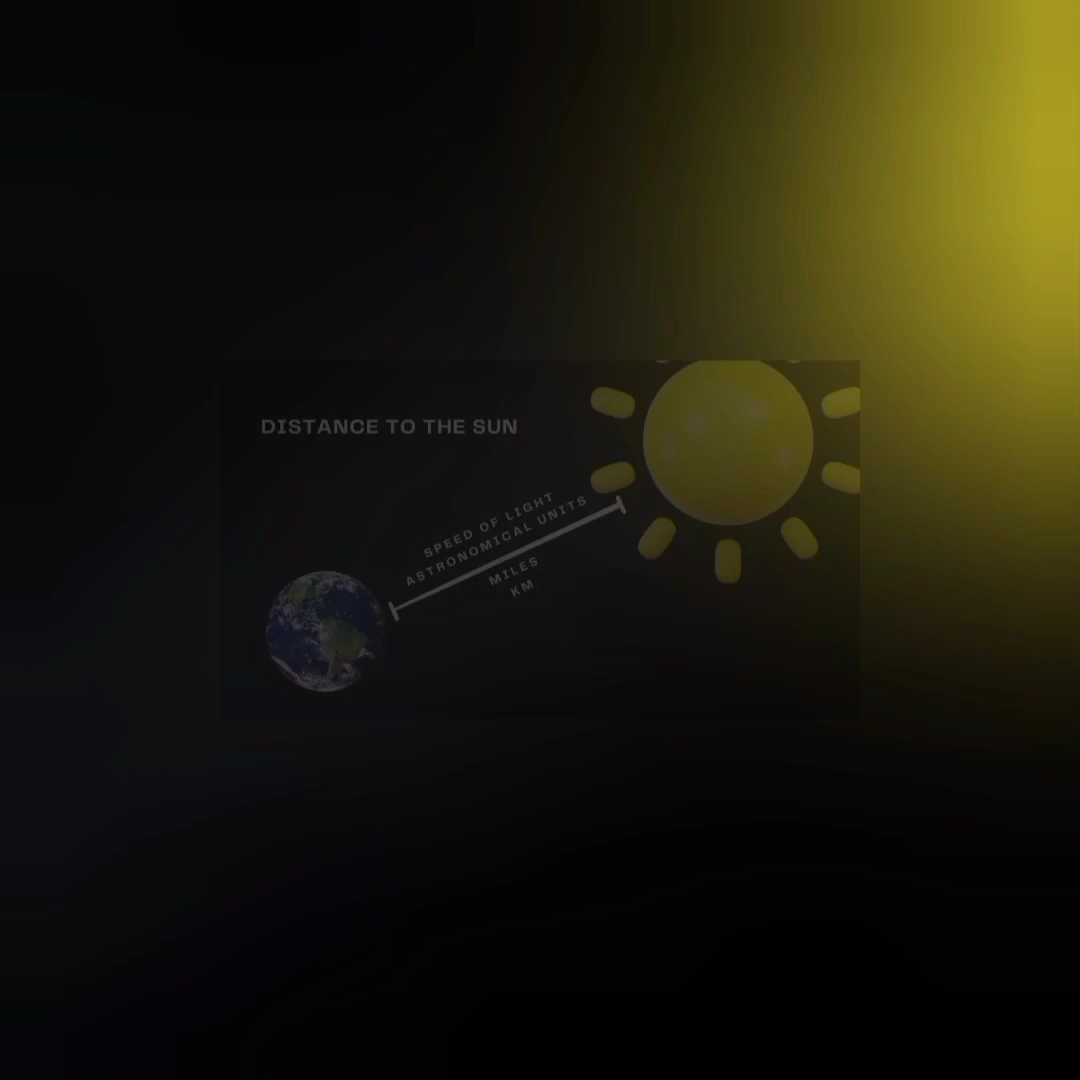 DISTANCE TO THE SUN
SPEED OF LIGHT
ASTRONOMICAL UNITS
MILES
KM